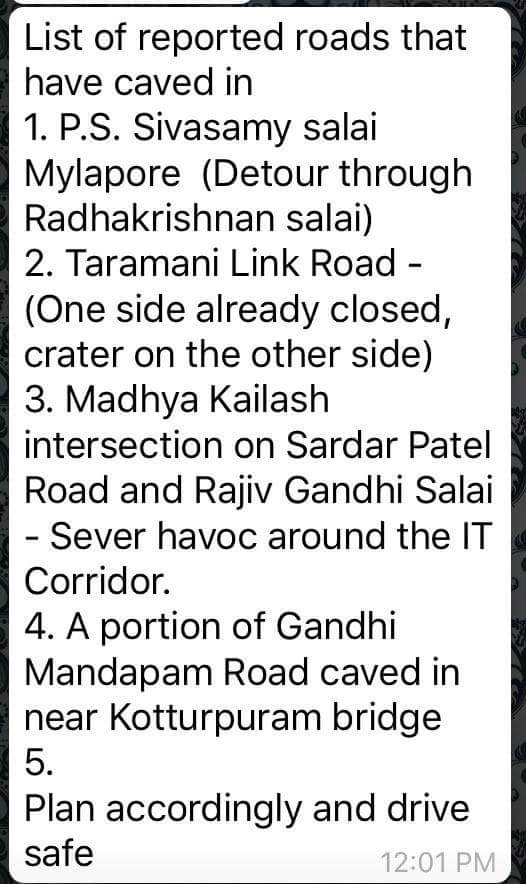 List of reported roads that
have caved in
1. P.S. Sivasamy salai
Mylapore  (Detour through
Radhakrishnan salai)
2. Taramani Link Road -
(One side already closed,
crater on the other side)
3. Madhya Kailash
intersection on Sardar Patel
Road and Rajiv Gandhi Salai
- Sever havoc around the IT
Corridor.
4. A portion of Gandhi
Mandapam Road caved in
near Kotturpuram bridge
5.
Plan accordingly and drive
safe
12:01 PM